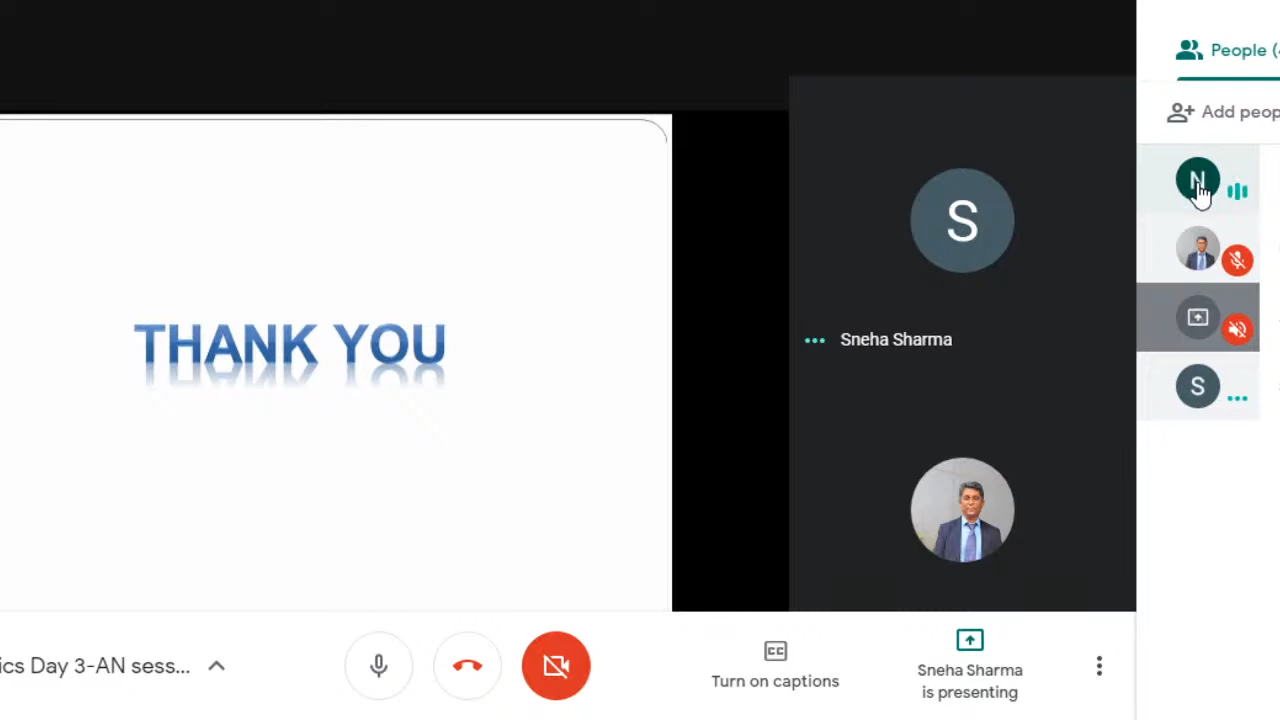 People (
Add peop
N
S
THANK YOU
Sneha Sharma
S
ics Day 3-AN sess...
CC
Turn on captions
Sneha Sharma
is presenting